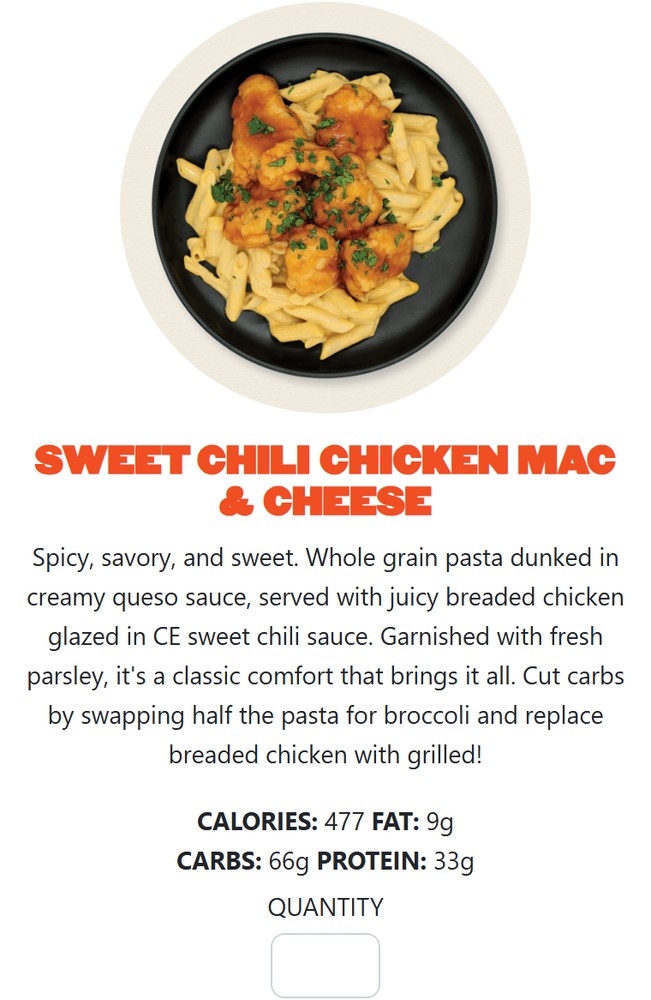 SWEET CHILI CHICKEN MAC
& CHEESE
Spicy, savory, and sweet. Whole grain pasta dunked in
creamy queso sauce, served with juicy breaded chicken
glazed in CE sweet chili sauce. Garnished with fresh
parsley, it's a classic comfort that brings it all. Cut carbs
by swapping half the pasta for broccoli and replace
breaded chicken with grilled!
CALORIES: 477 FAT: 9g
CARBS: 66g PROTEIN: 33g
QUANTITY